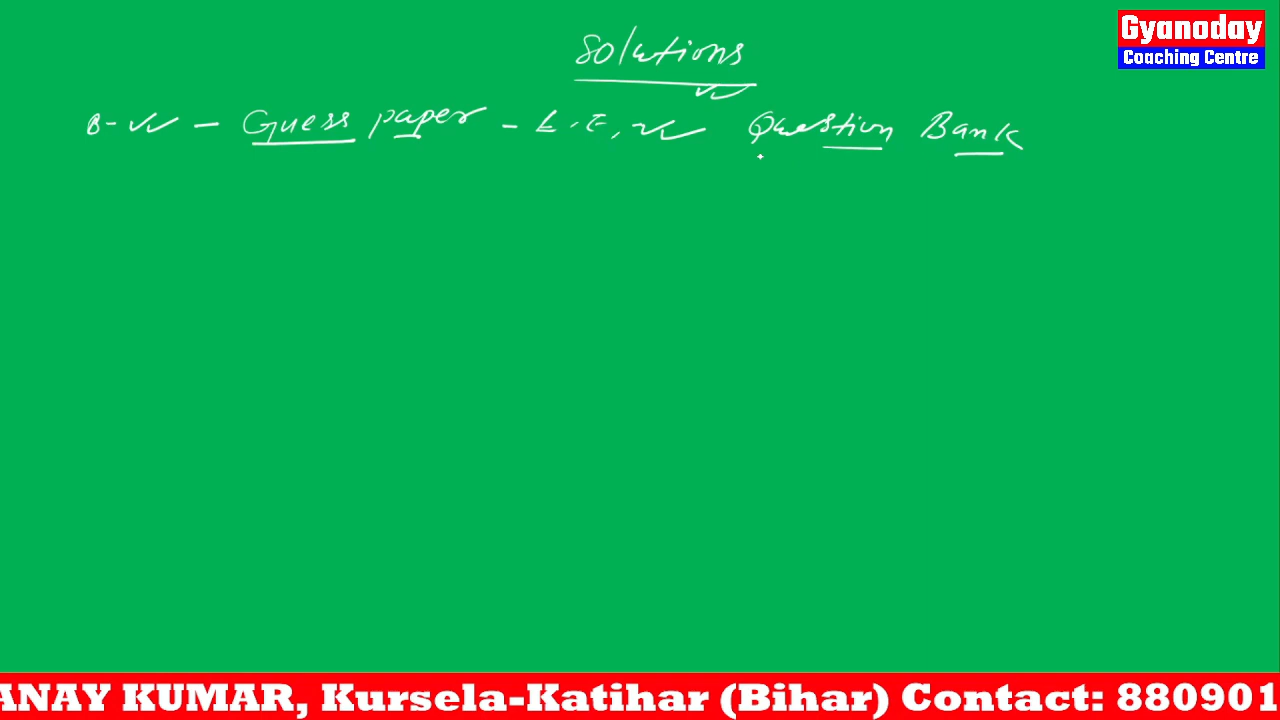 Gyanoday
Coaching Centre
Solutions
B- — Guess paper - L.E, Question Bank
ANAY KUMAR, Kursela-Katihar (Bihar) Contact: 880901